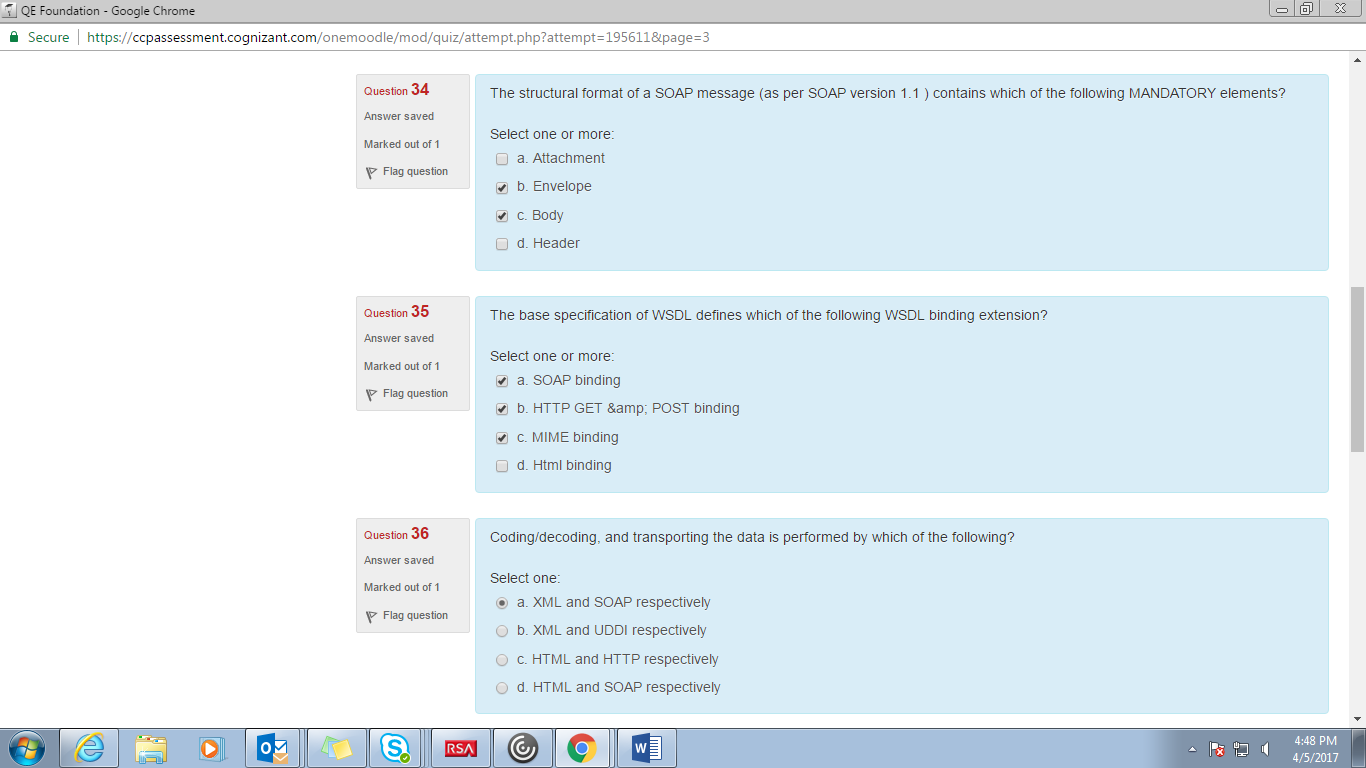 QE Foundation - Google Chrome
Secure https://ccpassessment.cognizant.com/onemoodle/mod/quiz/attempt.php?attempt=195611&page=3
Question 34
Answer saved
Marked out of 1
Flag question
The structural format of a SOAP message (as per SOAP version 1.1 ) contains which of the following MANDATORY elements?
Select one or more:
a. Attachment
b. Envelope
c. Body
d. Header
Question 35
Answer saved
Marked out of 1
Flag question
The base specification of WSDL defines which of the following WSDL binding extension?
Select one or more:
a. SOAP binding
b. HTTP GET &amp; POST binding
c. MIME binding
d. Html binding
Question 36
Answer saved
Marked out of 1
Flag question
Coding/decoding, and transporting the data is performed by which of the following?
Select one:
a. XML and SOAP respectively
b. XML and UDDI respectively
c. HTML and HTTP respectively
d. HTML and SOAP respectively
RSA
4:48 PM
4/5/2017